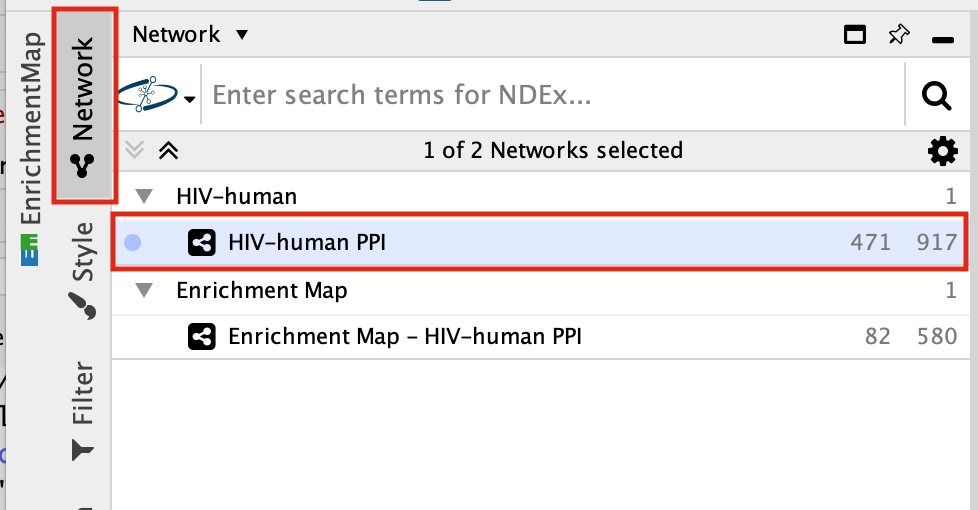 Network ▼
Enter search terms for NDEx...
1 of 2 Networks selected
HIV-human 1
HIV-human PPI 471 917
Enrichment Map 1
Enrichment Map - HIV-human PPI 82 580
EnrichmentMap
Network
Style
Filter